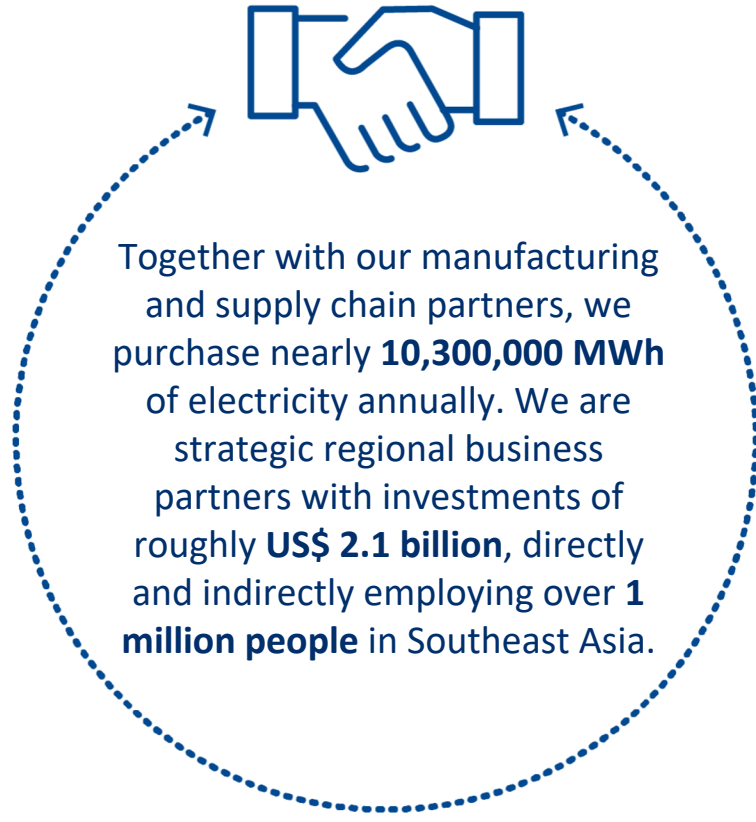 Together with our manufacturing
and supply chain partners, we
purchase nearly 10,300,000 MWh
of electricity annually. We are
strategic regional business
partners with investments of
roughly US$ 2.1 billion, directly
and indirectly employing over 1
million people in Southeast Asia.